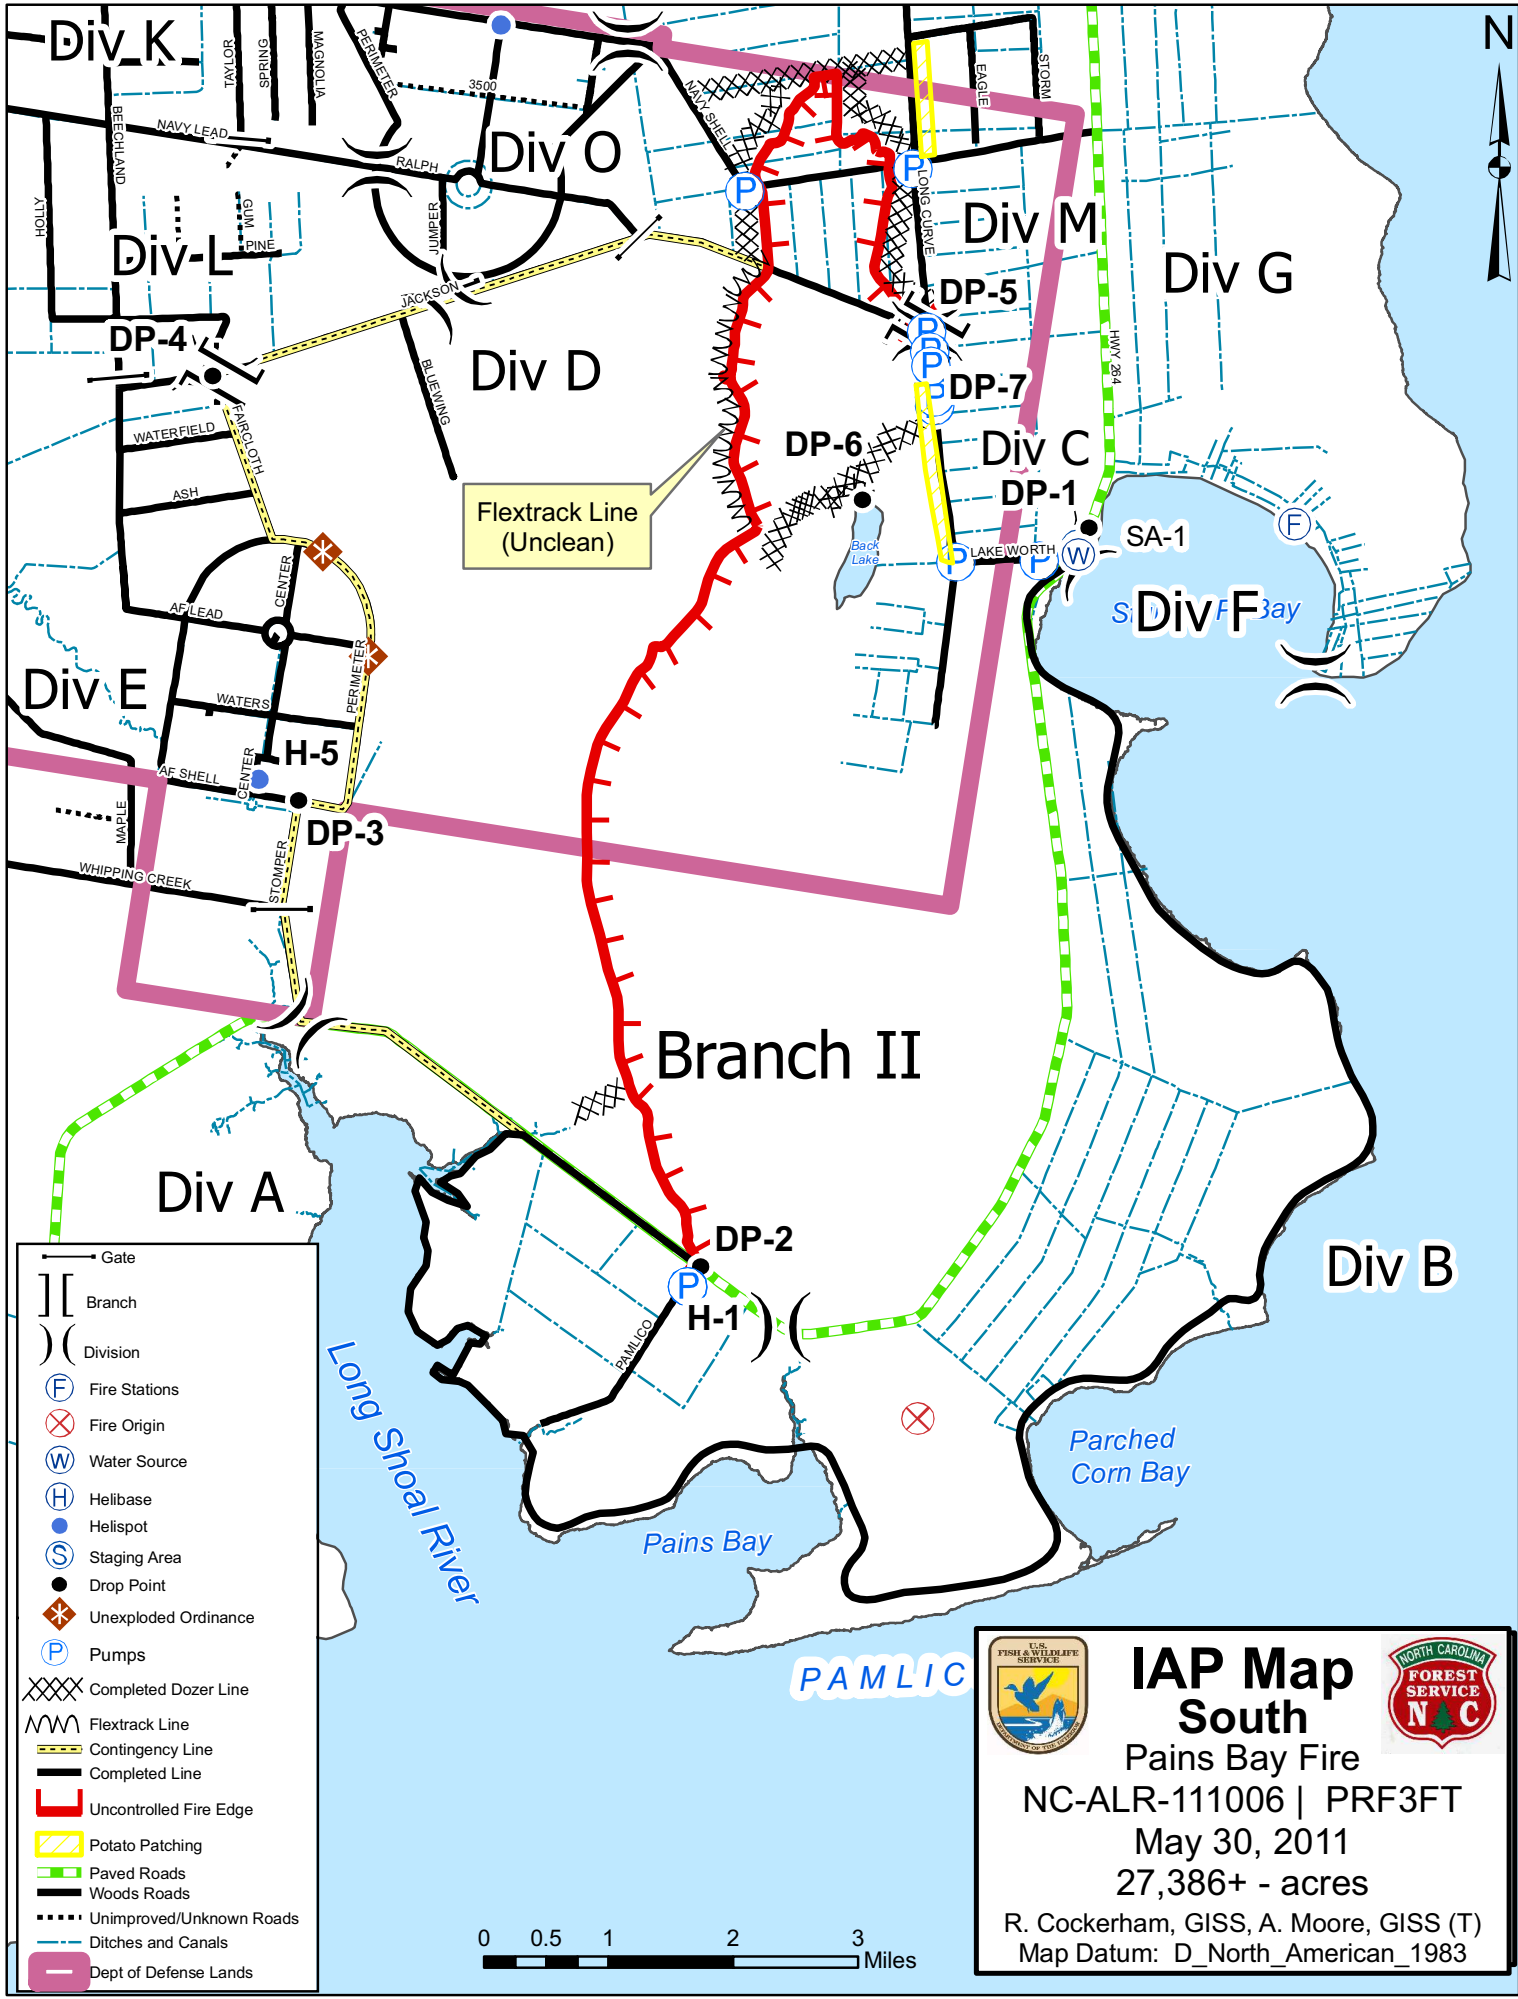 Div K
TAYLOR
SPRING
MAGNOLIA
PERIMETER
3500
NAVY SHELL
EAGLE
STORM
N
BEECHLAND
NAVY LEAD
RALPH
Div O
HOLLY
GUM
PINE
JUMPER
Div L
JACKSON
LONG CURVE
Div M
Div G
DP-5
DP-4
Div D
BLUEWING
HWY 264
DP-7
DP-6
Div C
DP-1
WATERFIELD
FAIRCLOTH
ASH
Flextrack Line
(Unclean)
Back
Lake
LAKE WORTH
SA-1
W
F
Bay
Div F
CENTER
AF LEAD
PERIMETER
Div E
WATERS
H-5
CENTER
AF SHELL
DP-3
MAPLE
STOMPER
WHIPPING CREEK
Branch II
Div A
DP-2
P
H-1
PAMLICO
Div B
Long Shoal River
Parched
Corn Bay
Pains Bay
PAMLIC
Gate
Branch
Division
F Fire Stations
Fire Origin
W Water Source
H Helibase
Helispot
S Staging Area
Drop Point
Unexploded Ordinance
P Pumps
Completed Dozer Line
Flextrack Line
Contingency Line
Completed Line
Uncontrolled Fire Edge
Potato Patching
Paved Roads
Woods Roads
Unimproved/Unknown Roads
Ditches and Canals
Dept of Defense Lands
0 0.5 1 2 3
Miles
U.S.
FISH & WILDLIFE
SERVICE
DEPARTMENT OF THE INTERIOR
NORTH CAROLINA
FOREST
SERVICE
N C
IAP Map
South
Pains Bay Fire
NC-ALR-111006 | PRF3FT
May 30, 2011
27,386+ - acres
R. Cockerham, GISS, A. Moore, GISS (T)
Map Datum: D_North_American_1983